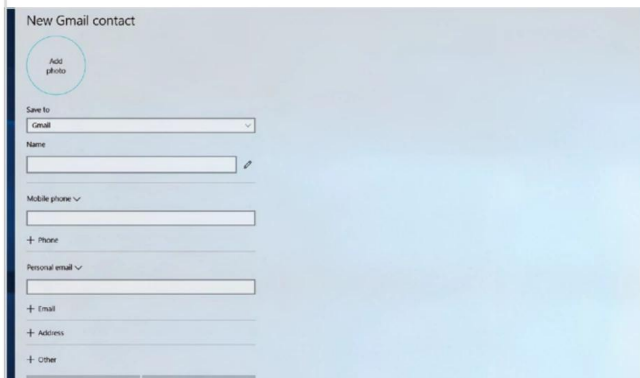 New Gmail contact
Add
photo
Save to
Gmail
Name
Mobile phone
+ Phone
Personal email
+ Email
+ Address
+ Other